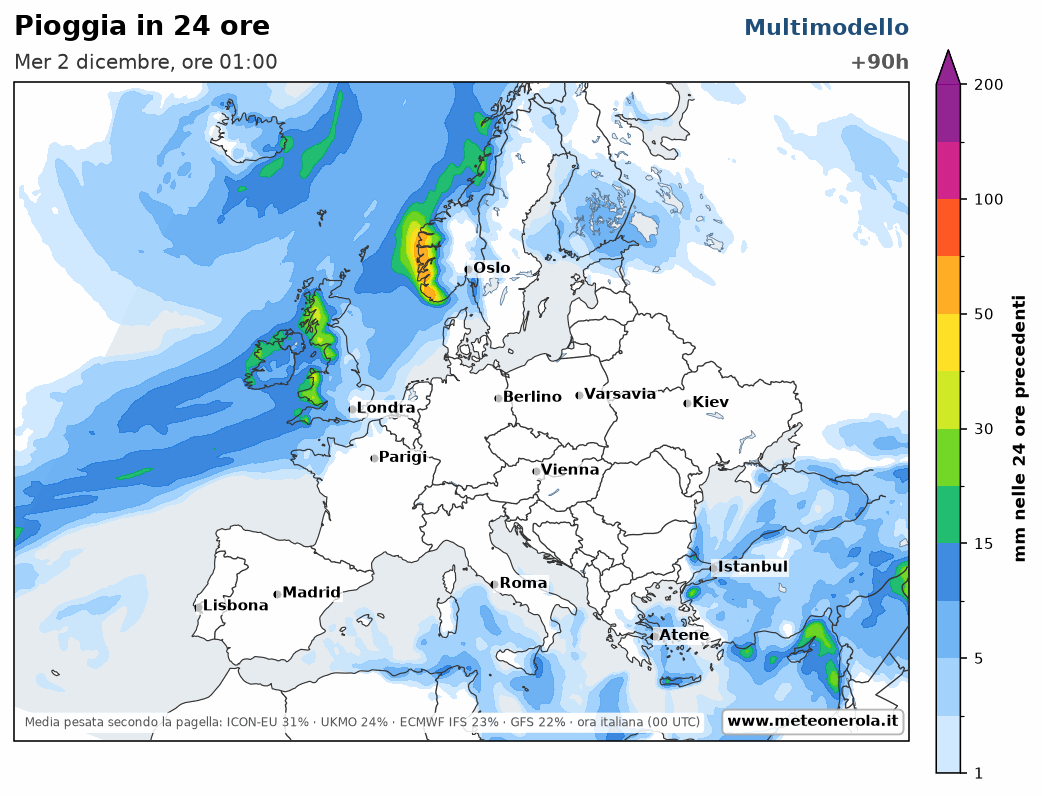 Pioggia in 24 ore
Multimodello
Mer 2 dicembre, ore 01:00
+90h
200
100
50
30
15
5
1
mm nelle 24 ore precedenti
Oslo
Londra
Berlino
Varsavia
Kiev
Parigi
Vienna
Istanbul
Roma
Madrid
Lisbona
Atene
Media pesata secondo la pagella: ICON-EU 31% · UKMO 24% · ECMWF IFS 23% · GFS 22% · ora italiana (00 UTC)
www.meteonerola.it